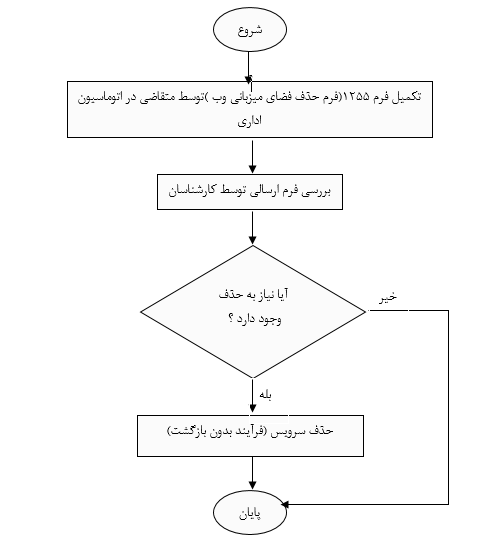 شروع
تکمیل فرم ۱۲۵۵(فرم حذف فضای میزبانی وب )توسط متقاضی در اتوماسیون
اداری
بررسی فرم ارسالی توسط کارشناسان
آیا نیاز به حذف
وجود دارد ؟
خیر
بله
حذف سرویس (فرآیند بدون بازگشت)
پایان